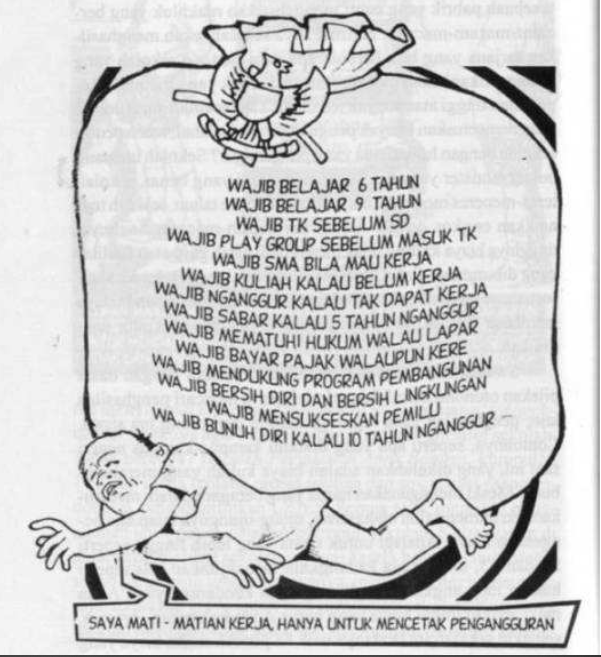 WAJIB BELAJAR 6 TAHUN
WAJIB BELAJAR 9 TAHUN
WAJIB TK SEBELUM SD
WAJIB PLAY GROUP SEBELUM MASUK TK
WAJIB SMA BILA MAU KERJA
WAJIB KULIAH KALAU BELUM KERJA
WAJIB NGANGGUR KALAU TAK DAPAT KERJA
WAJIB SABAR KALAU 5 TAHUN NGANGGUR
WAJIB MEMATUHI HUKUM WALAU LAPAR
WAJIB BAYAR PAJAK WALAUPUN KERE
WAJIB MENDUKUNG PROGRAM PEMBANGUNAN
WAJIB BERSIH DIRI DAN BERSIH LINGKUNGAN
WAJIB MENSUKSESKAN PEMILU
WAJIB BUNUH DIRI KALAU 10 TAHUN NGANGGUR
SAYA MATI - MATIAN KERJA, HANYA UNTUK MENCETAK PENGANGGURAN